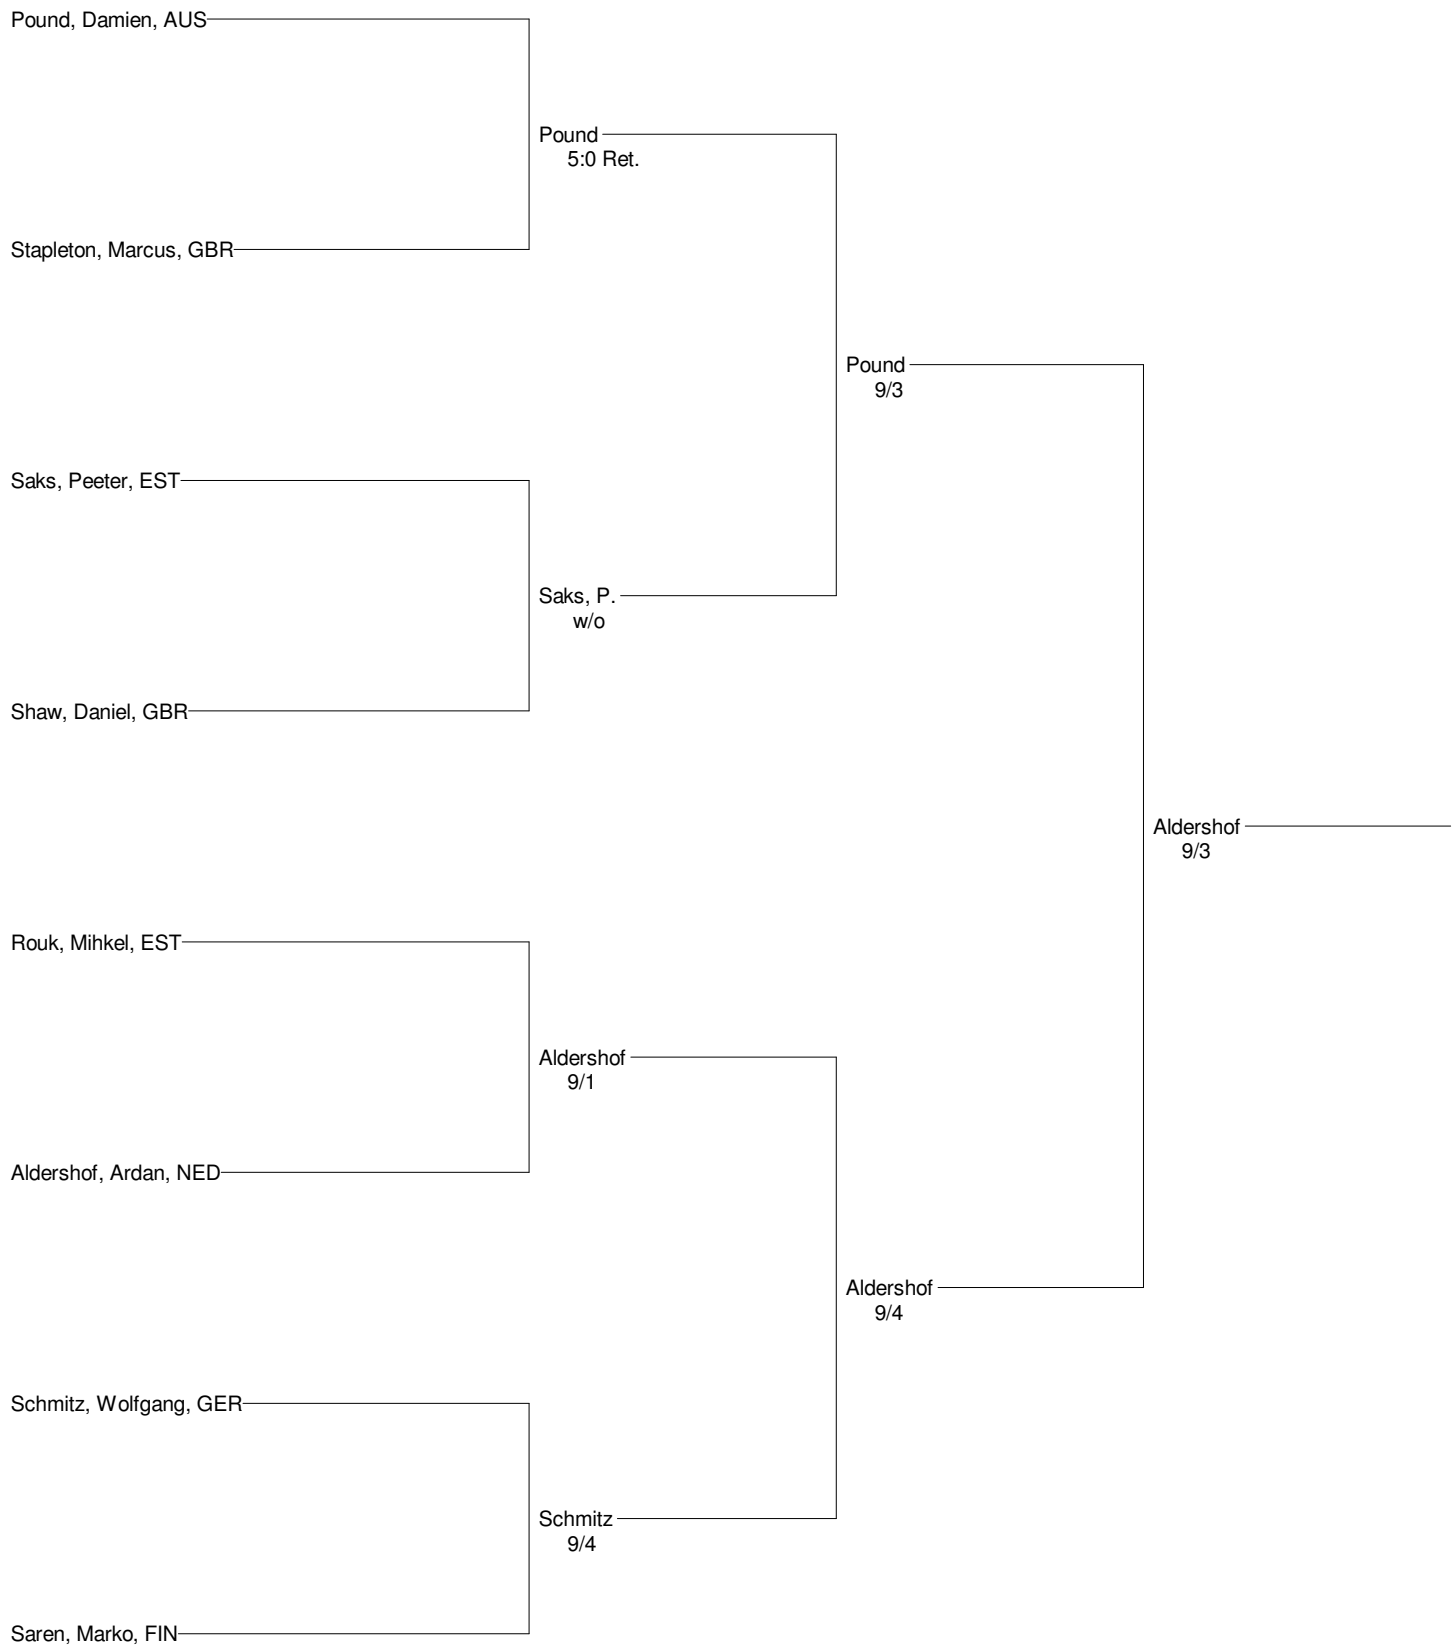 Pound, Damien, AUS
Pound
5:0 Ret.
Stapleton, Marcus, GBR
Pound
9/3
Saks, Peeter, EST
Saks, P.
w/o
Shaw, Daniel, GBR
Aldershof
9/3
Rouk, Mihkel, EST
Aldershof
9/1
Aldershof, Ardan, NED
Aldershof
9/4
Schmitz, Wolfgang, GER
Schmitz
9/4
Saren, Marko, FIN